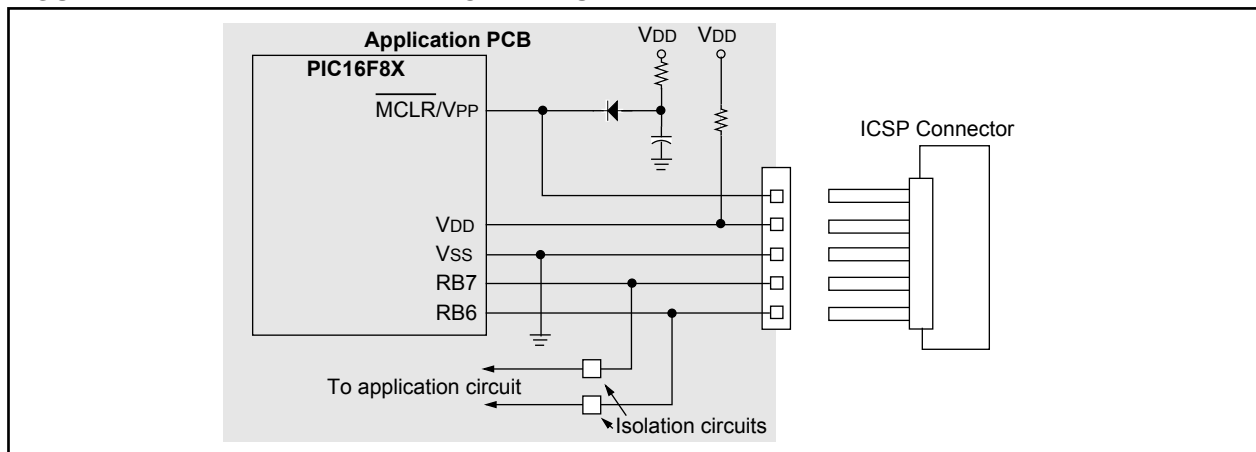 Application PCB
VDD VDD
PIC16F8X
MCLR/VPP
ICSP Connector
VDD
VSS
RB7
RB6
To application circuit
Isolation circuits